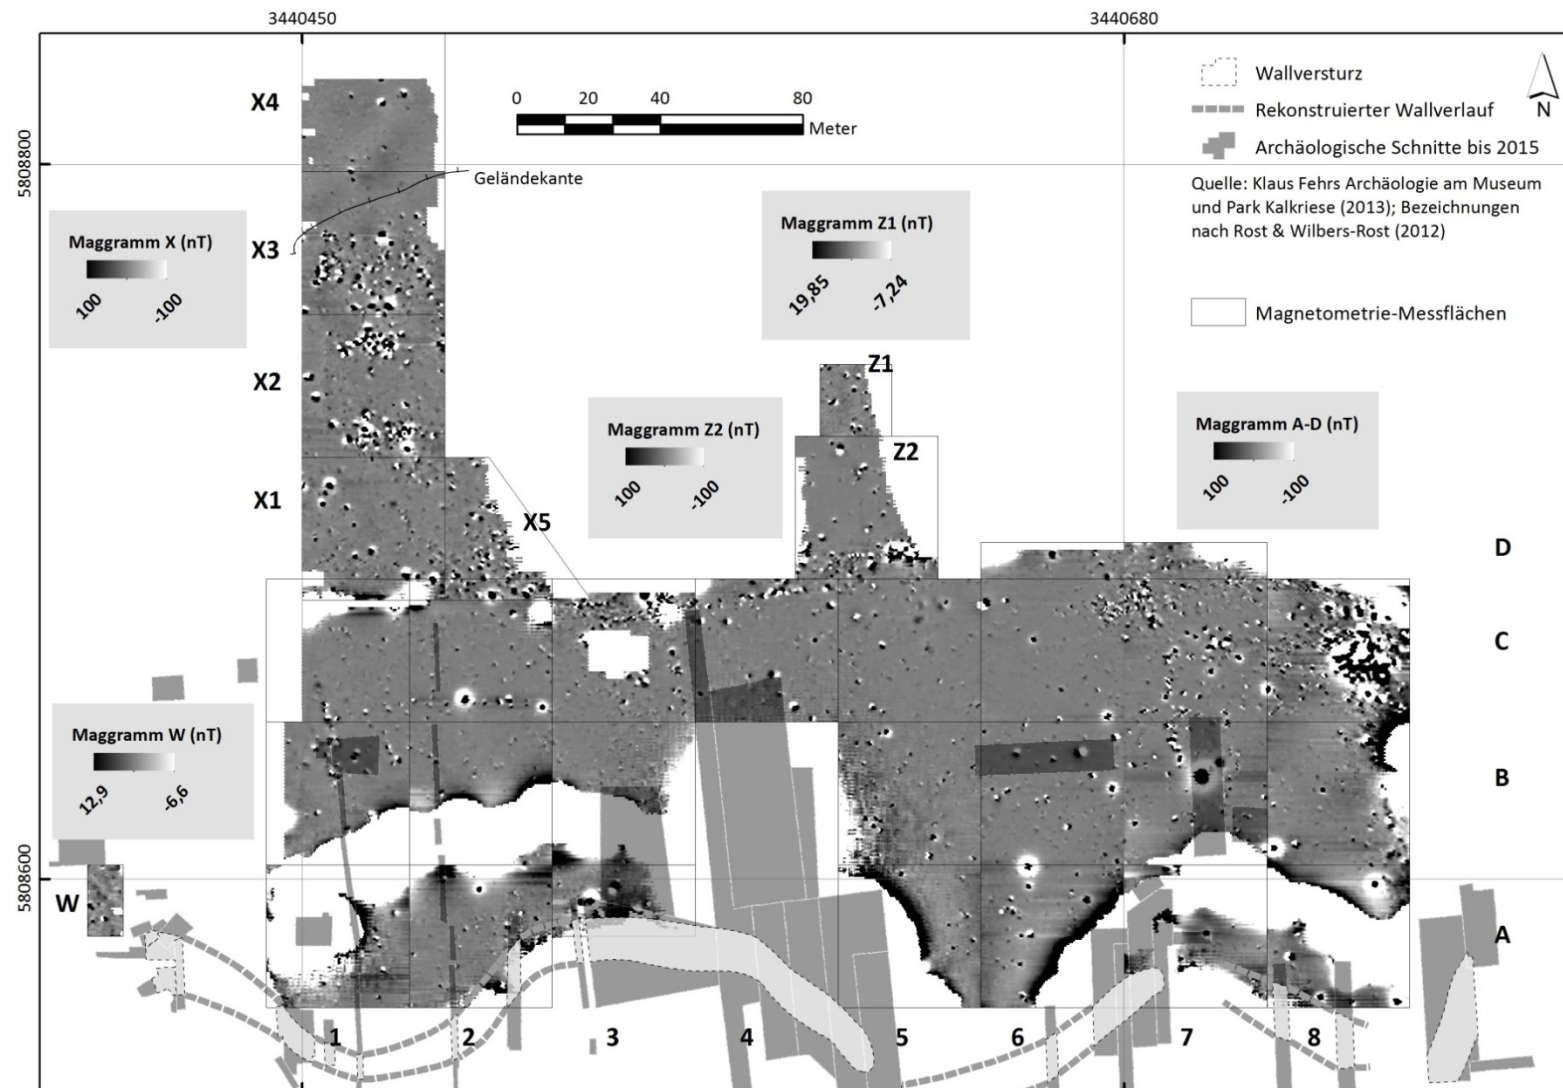 3440450
3440680
5808800
5808600
X4
X3
X2
X1
X5
0 20 40 80
Meter
Geländekante
N
Wallversturz
Rekonstruierter Wallverlauf
Archäologische Schnitte bis 2015
Quelle: Klaus Fehrs Archäologie am Museum
und Park Kalkriese (2013); Bezeichnungen
nach Rost & Wilbers-Rost (2012)
Magnetometrie-Messflächen
Maggramm X (nT)
100 -100
Maggramm Z1 (nT)
19,85 -7,24
Z1
Maggramm Z2 (nT)
100 -100
Z2
Maggramm A-D (nT)
100 -100
D
C
B
A
Maggramm W (nT)
12,9 -6,6
W
1 2 3 4 5 6 7 8